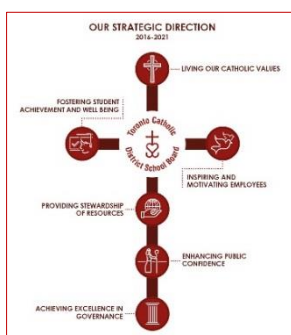 OUR STRATEGIC DIRECTION
2016-2021
LIVING OUR CATHOLIC VALUES
FOSTERING STUDENT
ACHIEVEMENT AND WELL BEING
Toronto Catholic
District School Board
INSPIRING AND
MOTIVATING EMPLOYEES
PROVIDING STEWARDSHIP
OF RESOURCES
ENHANCING PUBLIC
CONFIDENCE
ACHIEVING EXCELLENCE IN
GOVERNANCE